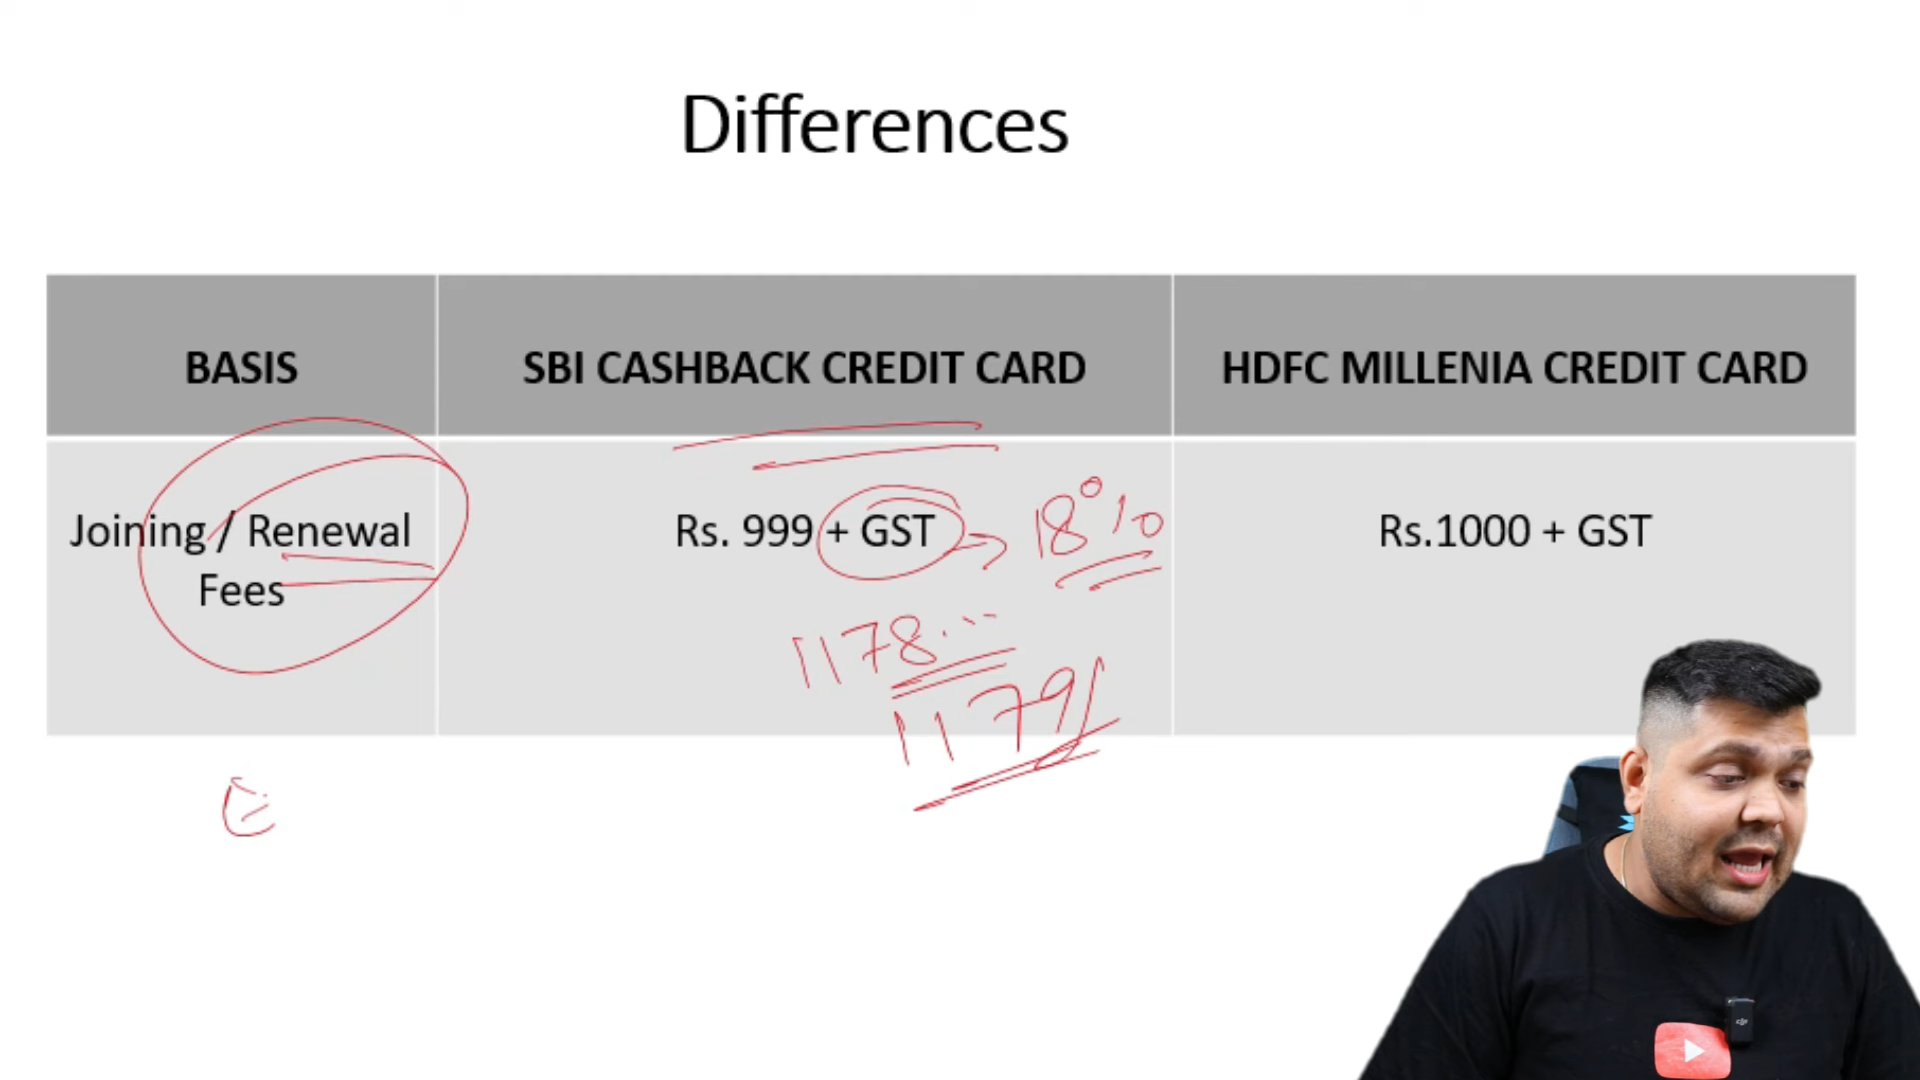 Differences
BASIS
SBI CASHBACK CREDIT CARD
HDFC MILLENIA CREDIT CARD
Joining / Renewal
Fees
Rs. 999 + GST
18%
1178...
1179/
Rs.1000 + GST